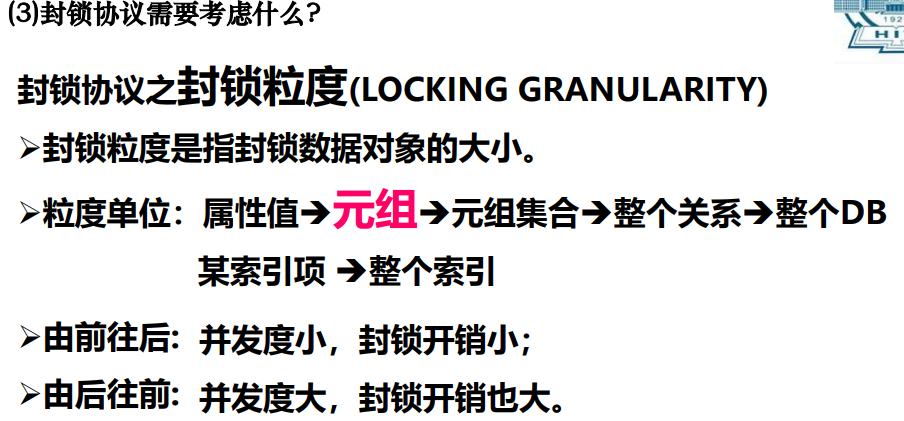 (3)封锁协议需要考虑什么?
192
HI
封锁协议之封锁粒度(LOCKING GRANULARITY)
➢封锁粒度是指封锁数据对象的大小。
➢粒度单位：属性值➔元组➔元组集合➔整个关系➔整个DB
某索引项 ➔整个索引
➢由前往后: 并发度小，封锁开销小；
➢由后往前: 并发度大，封锁开销也大。